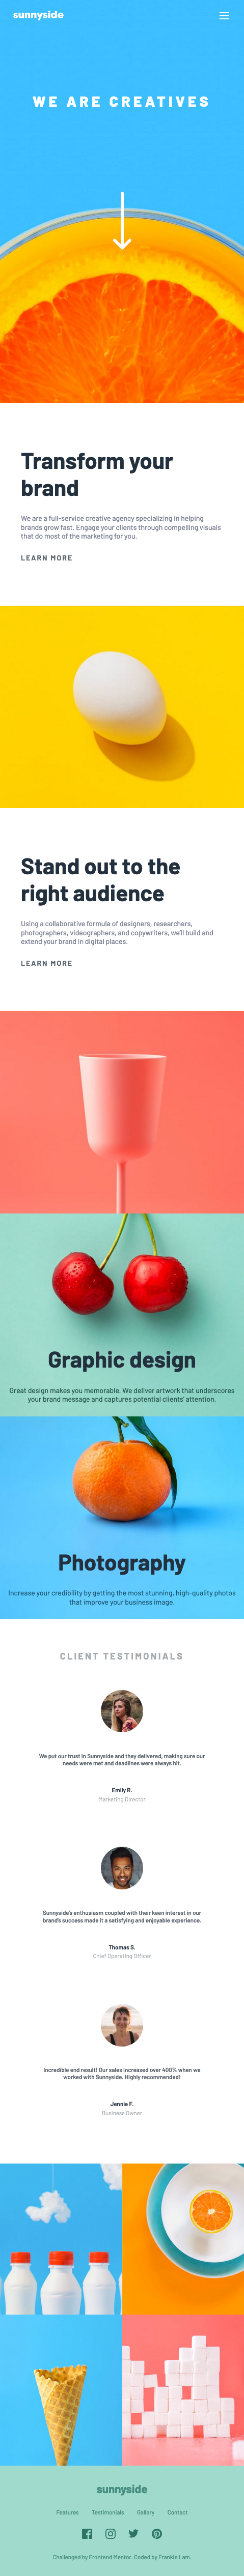 sunnyside
WE ARE CREATIVES
Transform your
brand
We are a full-service creative agency specializing in helping
brands grow fast. Engage your clients through compelling visuals
that do most of the marketing for you.
LEARN MORE
Stand out to the
right audience
Using a collaborative formula of designers, researchers,
photographers, videographers, and copywriters, we'll build and
extend your brand in digital places.
LEARN MORE
Graphic design
Great design makes you memorable. We deliver artwork that underscores
your brand message and captures potential clients' attention.
Photography
Increase your credibility by getting the most stunning, high-quality photos
that improve your business image.
CLIENT TESTIMONIALS
We put our trust in Sunnyside and they delivered, making sure our
needs were met and deadlines were always hit.
Emily R.
Marketing Director
Sunnyside's enthusiasm coupled with their keen interest in our
brand's success made it a satisfying and enjoyable experience.
Thomas S.
Chief Operating Officer
Incredible end result! Our sales increased over 400% when we
worked with Sunnyside. Highly recommended!
Jennie F.
Business Owner
sunnyside
Features Testimonials Gallery Contact
Challenged by Frontend Mentor. Coded by Frankie Lam.